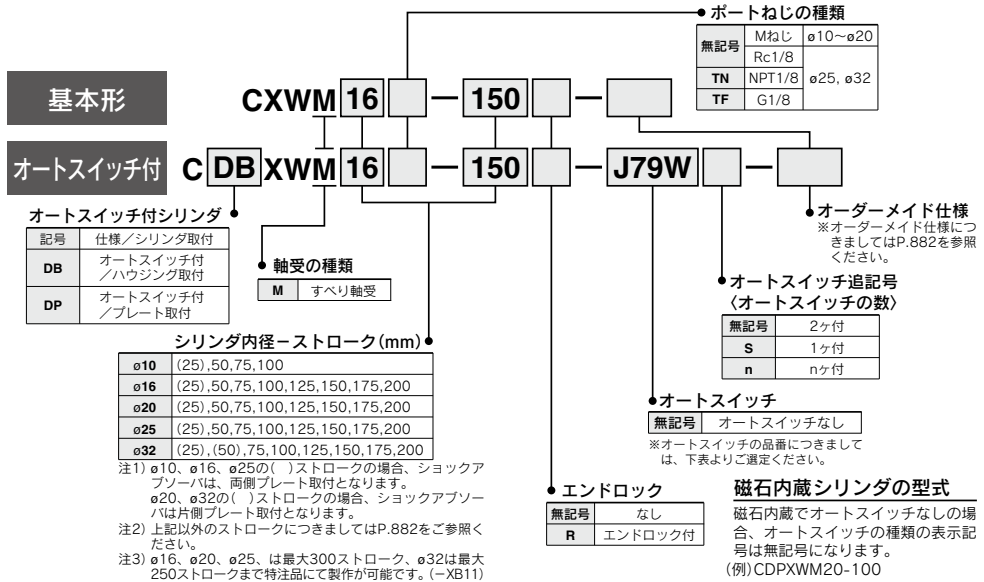 ポートねじの種類
無記号 Mねじ ø10～ø20
Rc1/8 ø25, ø32
TN NPT1/8
TF G1/8
基本形
CXWM 16 — 150 —
オートスイッチ付
C DB XWM 16 — 150 — J79W —
オートスイッチ付シリンダ
記号 仕様／シリンダ取付
DB オートスイッチ付
／ハウジング取付
DP オートスイッチ付
／プレート取付
軸受の種類
M すべり軸受
シリンダ内径－ストローク(mm)
ø10 (25),50,75,100
ø16 (25),50,75,100,125,150,175,200
ø20 (25),50,75,100,125,150,175,200
ø25 (25),50,75,100,125,150,175,200
ø32 (25),(50),75,100,125,150,175,200
注1) ø10、ø16、ø25の( )ストロークの場合、ショックア
ブソーバは、両側プレート取付となります。
ø20、ø32の( )ストロークの場合、ショックアブソー
バは片側プレート取付となります。
注2) 上記以外のストロークにつきましてはP.882をご参照く
ださい。
注3) ø16、ø20、ø25、は最大300ストローク、ø32は最大
250ストロークまで特注品にて製作が可能です。(－XB11)
オーダーメイド仕様
※オーダーメイド仕様につ
きましてはP.882を参照
ください。
オートスイッチ追記号
〈オートスイッチの数〉
無記号 2ヶ付
S 1ヶ付
n nヶ付
オートスイッチ
無記号 オートスイッチなし
※オートスイッチの品番につきまして
は、下表よりご選定ください。
エンドロック
無記号 なし
R エンドロック付
磁石内蔵シリンダの型式
磁石内蔵でオートスイッチなしの場
合、オートスイッチの種類の表示記
号は無記号になります。
(例)CDPXWM20-100